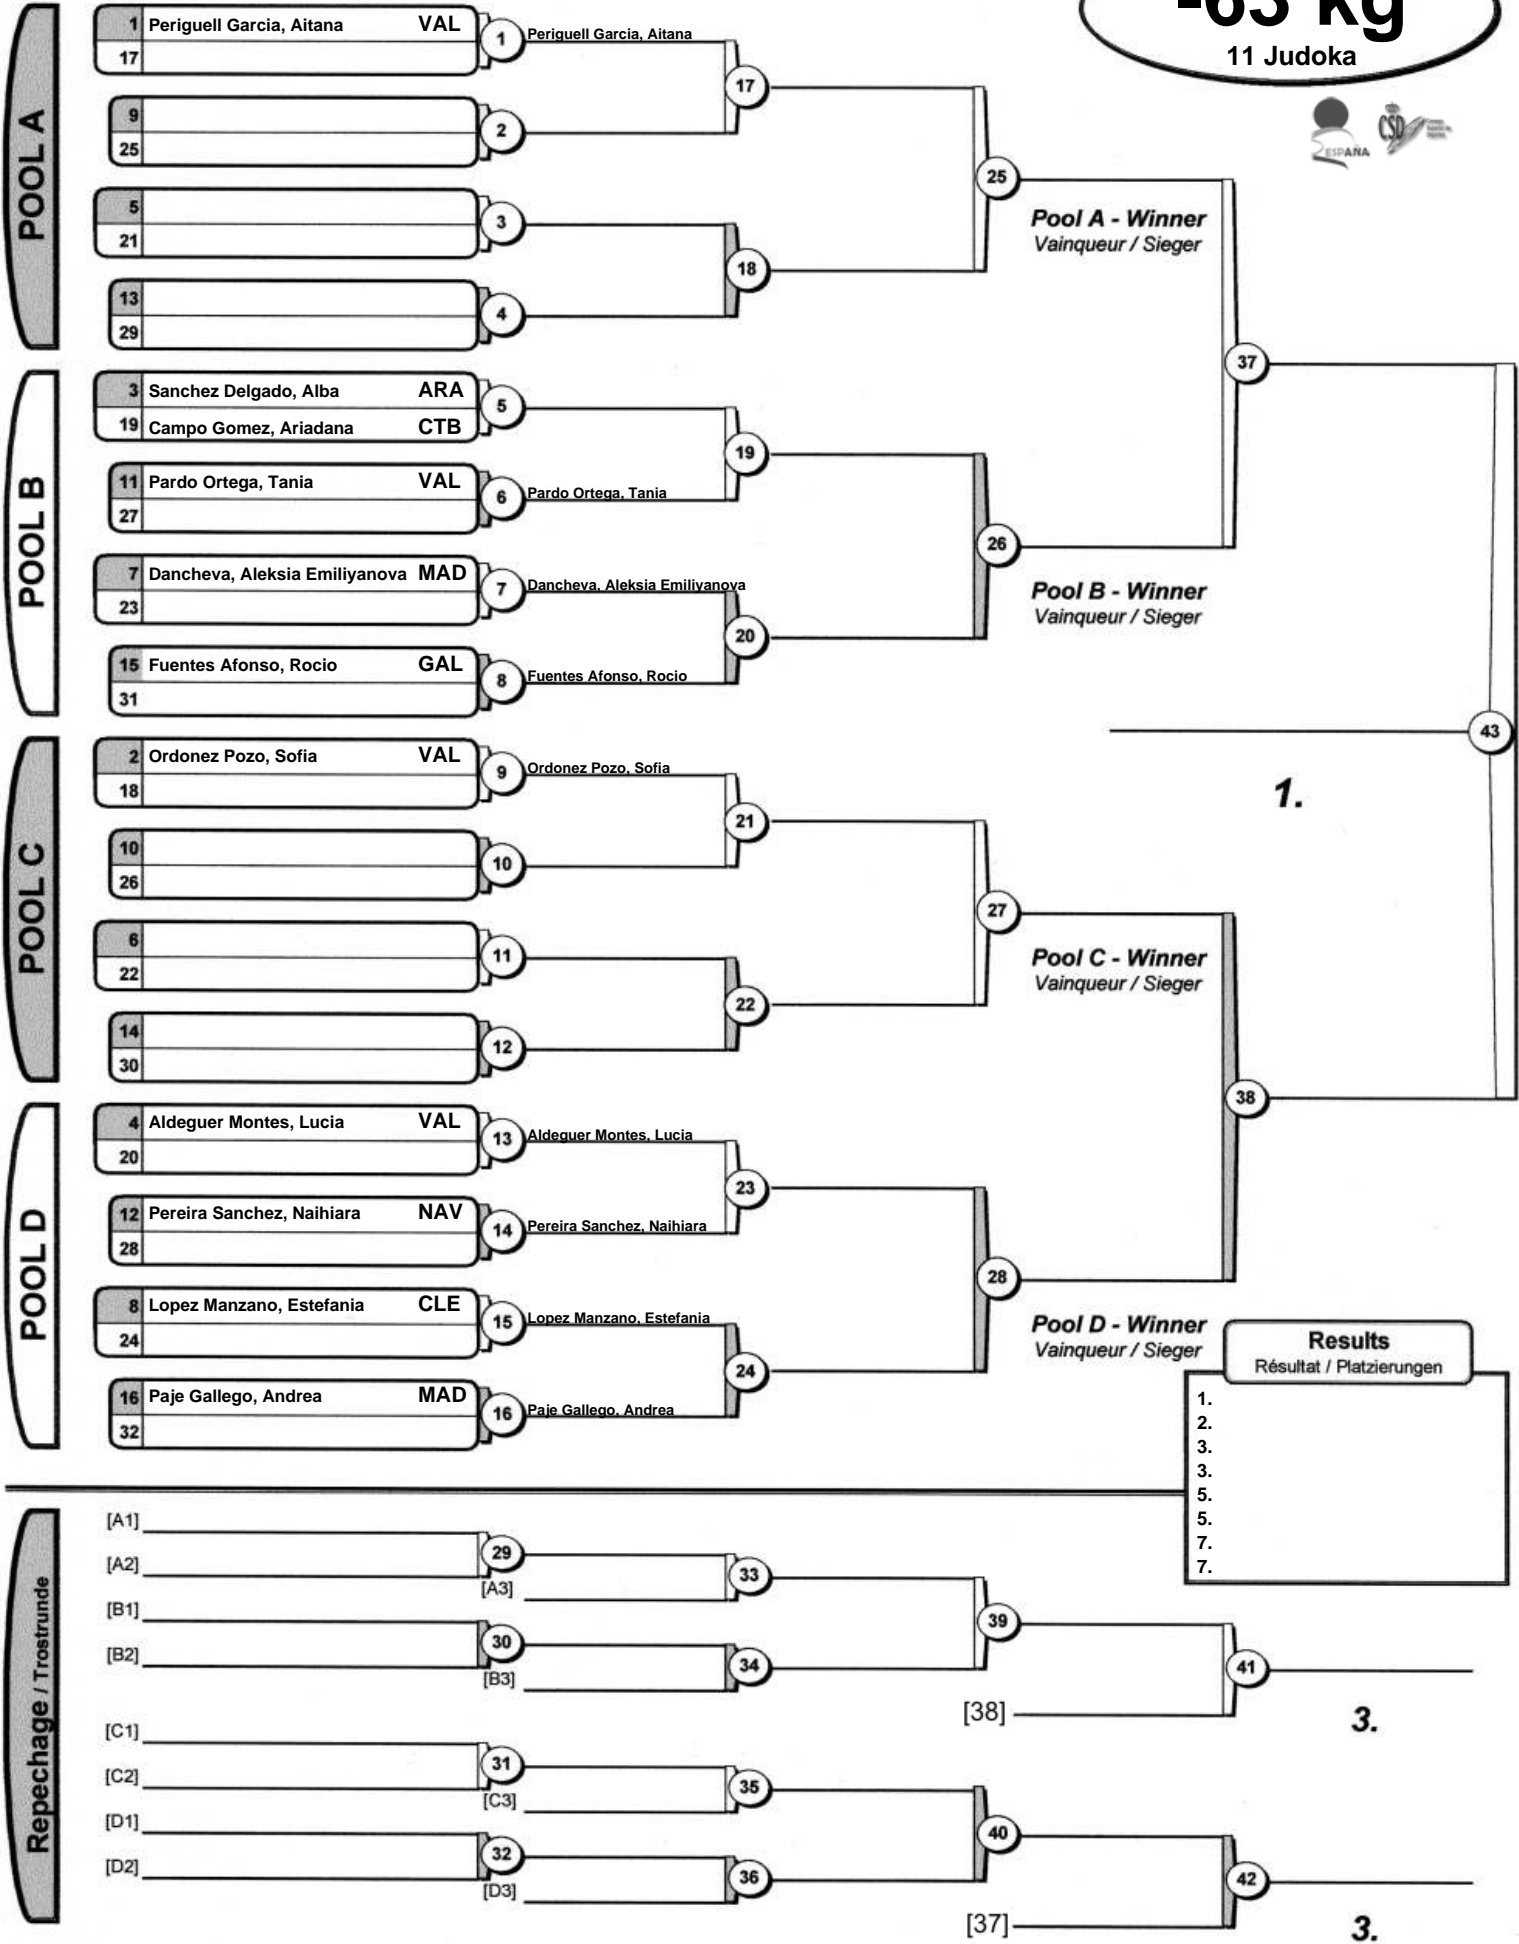 -63 kg
11 Judoka
ESPAÑA
CSD
POOL A
1 Periguell Garcia, Aitana VAL
17
1 Periguell Garcia, Aitana
9
25
2
17
5
21
3
13
29
4
18
25
Pool A - Winner
Vainqueur / Sieger
POOL B
3 Sanchez Delgado, Alba ARA
19 Campo Gomez, Ariadana CTB
5
11 Pardo Ortega, Tania VAL
27
6 Pardo Ortega, Tania
19
7 Dancheva, Aleksia Emiliyanova MAD
23
7 Dancheva, Aleksia Emiliyanova
15 Fuentes Afonso, Rocio GAL
31
8 Fuentes Afonso, Rocio
20
26
Pool B - Winner
Vainqueur / Sieger
37
POOL C
2 Ordonez Pozo, Sofia VAL
18
9 Ordonez Pozo, Sofia
10
26
10
21
6
22
11
14
30
12
22
27
Pool C - Winner
Vainqueur / Sieger
43
1.
POOL D
4 Aldeguer Montes, Lucia VAL
20
13 Aldeguer Montes, Lucia
12 Pereira Sanchez, Naihiara NAV
28
14 Pereira Sanchez, Naihiara
23
8 Lopez Manzano, Estefania CLE
24
15 Lopez Manzano, Estefania
16 Paje Gallego, Andrea MAD
32
16 Paje Gallego, Andrea
24
28
Pool D - Winner
Vainqueur / Sieger
38
Results
Résultat / Platzierungen
1.
2.
3.
3.
5.
5.
7.
7.
Repechage / Trostrunde
[A1]
[A2]
29
[A3]
33
[B1]
[B2]
30
[B3]
34
39
[38]
41
3.
[C1]
[C2]
31
[C3]
35
[D1]
[D2]
32
[D3]
36
40
[37]
42
3.